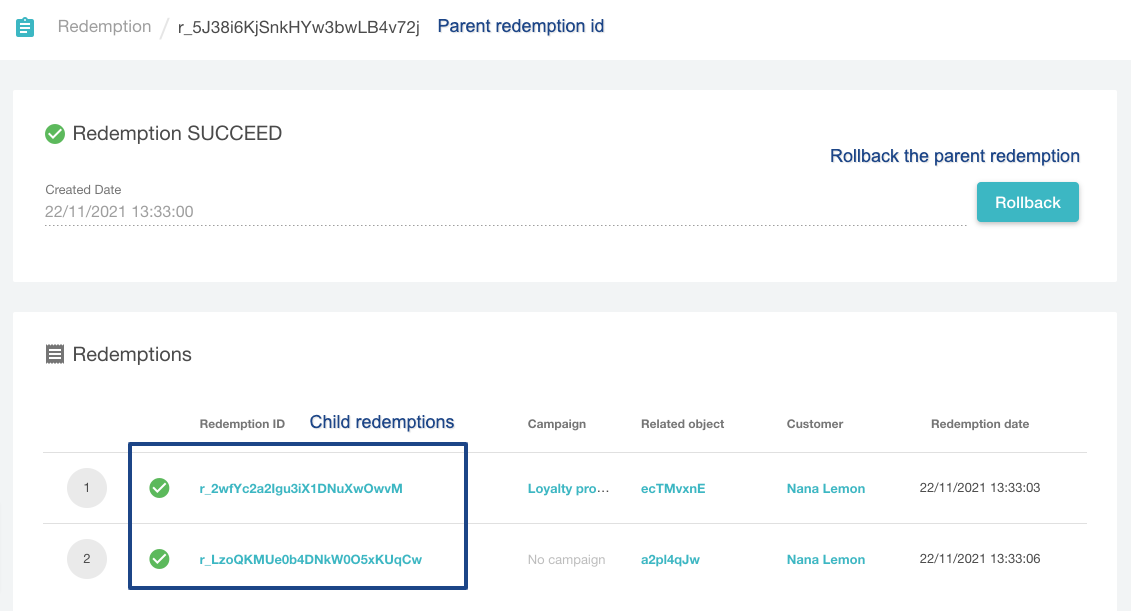 Redemption / r_5J38i6KjSnkHYw3bwLB4v72j Parent redemption id
Redemption SUCCEED
Rollback the parent redemption
Created Date
22/11/2021 13:33:00
Rollback
Redemptions
Redemption ID Child redemptions Campaign Related object Customer Redemption date
1 r_2wfYc2a2Igu3iX1DNuXwOwvM Loyalty pro... ecTMvxnE Nana Lemon 22/11/2021 13:33:03
2 r_LzoQKMUe0b4DNkW0O5xKUqCw No campaign a2pl4qJw Nana Lemon 22/11/2021 13:33:06